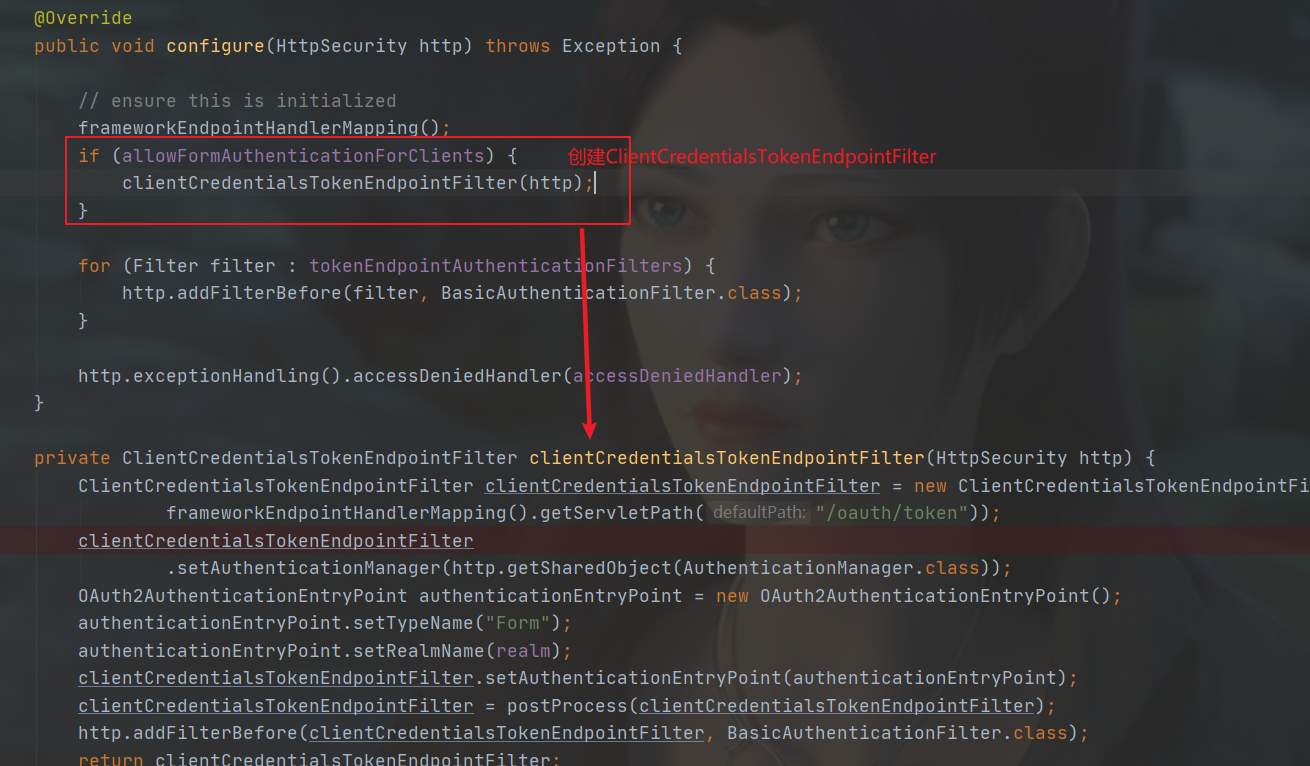 @Override
public void configure(HttpSecurity http) throws Exception {
// ensure this is initialized
frameworkEndpointHandlerMapping();
if (allowFormAuthenticationForClients) { 创建ClientCredentialsTokenEndpointFilter
clientCredentialsTokenEndpointFilter(http);
}
for (Filter filter : tokenEndpointAuthenticationFilters) {
http.addFilterBefore(filter, BasicAuthenticationFilter.class);
}
http.exceptionHandling().accessDeniedHandler(accessDeniedHandler);
}
private ClientCredentialsTokenEndpointFilter clientCredentialsTokenEndpointFilter(HttpSecurity http) {
ClientCredentialsTokenEndpointFilter clientCredentialsTokenEndpointFilter = new ClientCredentialsTokenEndpointFi
frameworkEndpointHandlerMapping().getServletPath( defaultPath: "/oauth/token"));
clientCredentialsTokenEndpointFilter
.setAuthenticationManager(http.getSharedObject(AuthenticationManager.class));
OAuth2AuthenticationEntryPoint authenticationEntryPoint = new OAuth2AuthenticationEntryPoint();
authenticationEntryPoint.setTypeName("Form");
authenticationEntryPoint.setRealmName(realm);
clientCredentialsTokenEndpointFilter.setAuthenticationEntryPoint(authenticationEntryPoint);
clientCredentialsTokenEndpointFilter = postProcess(clientCredentialsTokenEndpointFilter);
http.addFilterBefore(clientCredentialsTokenEndpointFilter, BasicAuthenticationFilter.class);
return clientCredentialsTokenEndpointFilter;